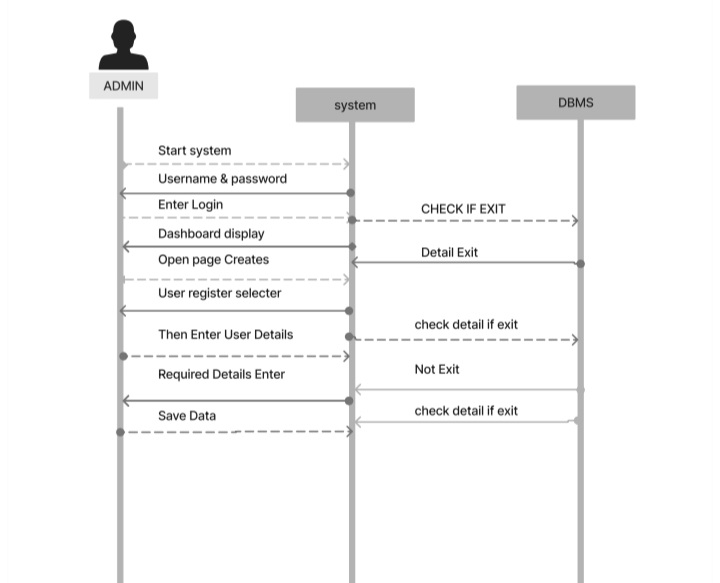 ADMIN
system
DBMS
Start system
Username & password
Enter Login
CHECK IF EXIT
Dashboard display
Detail Exit
Open page Creates
User register selecter
check detail if exit
Then Enter User Details
Not Exit
Required Details Enter
check detail if exit
Save Data